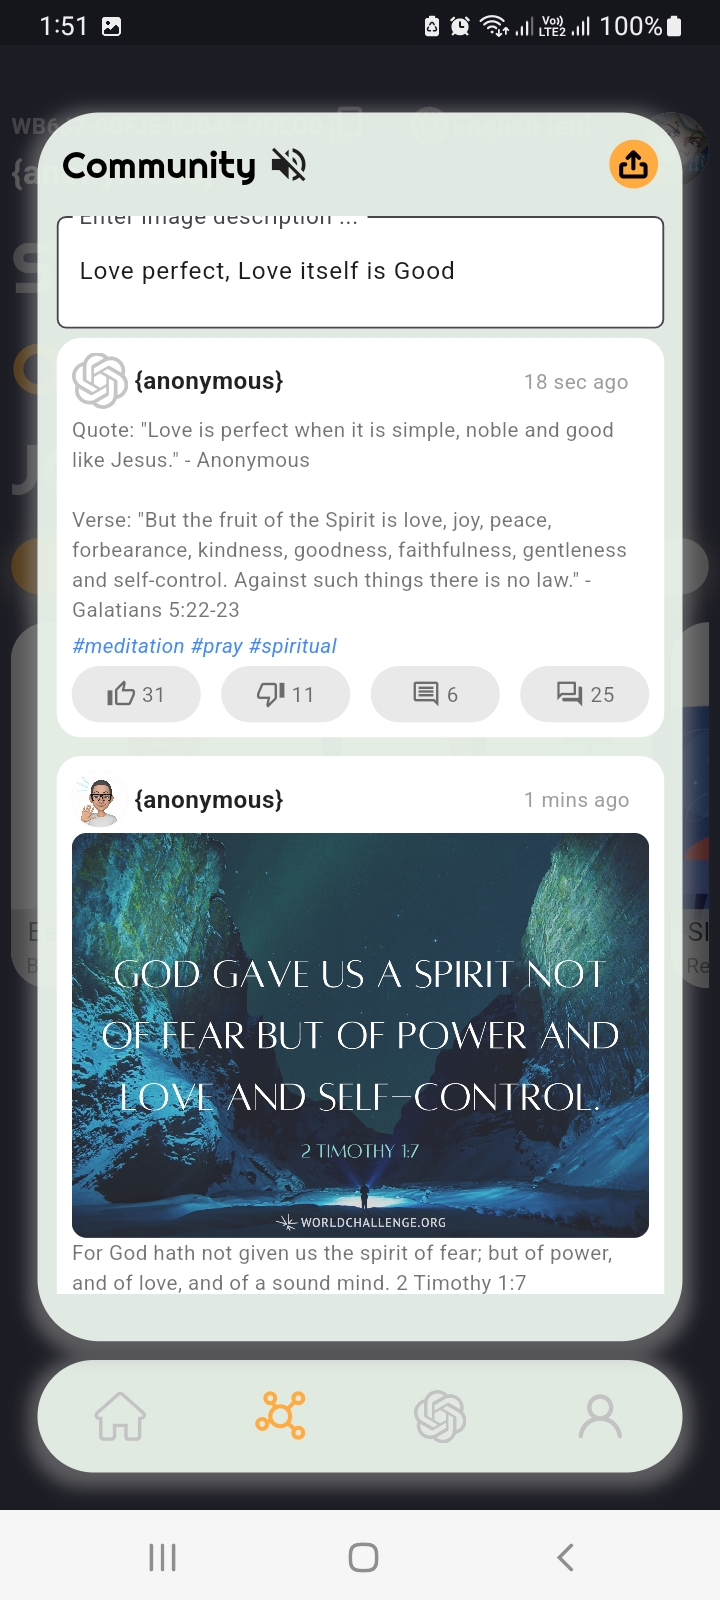 1:51 Vo) LTE2 100%
WB6
{a
Community
Enter image description ...
Love perfect, Love itself is Good
{anonymous} 18 sec ago
Quote: "Love is perfect when it is simple, noble and good
like Jesus." - Anonymous
Verse: "But the fruit of the Spirit is love, joy, peace,
forbearance, kindness, goodness, faithfulness, gentleness
and self-control. Against such things there is no law." -
Galatians 5:22-23
#meditation #pray #spiritual
31 11 6 25
{anonymous} 1 mins ago
GOD GAVE US A SPIRIT NOT
OF FEAR BUT OF POWER AND
LOVE AND SELF-CONTROL.
2 TIMOTHY 1:7
WORLDCHALLENGE.ORG
For God hath not given us the spirit of fear; but of power,
and of love, and of a sound mind. 2 Timothy 1:7